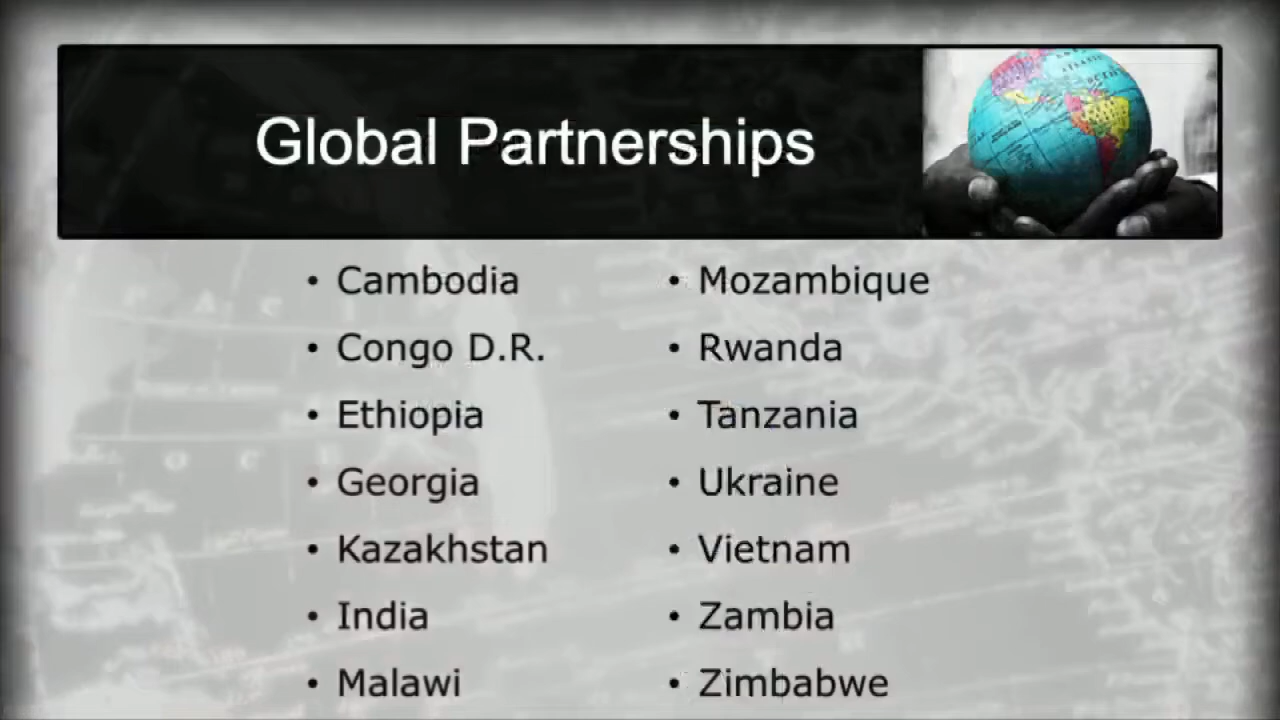 Global Partnerships
• Cambodia
• Congo D.R.
• Ethiopia
• Georgia
• Kazakhstan
• India
• Malawi
• Mozambique
• Rwanda
• Tanzania
• Ukraine
• Vietnam
• Zambia
• Zimbabwe